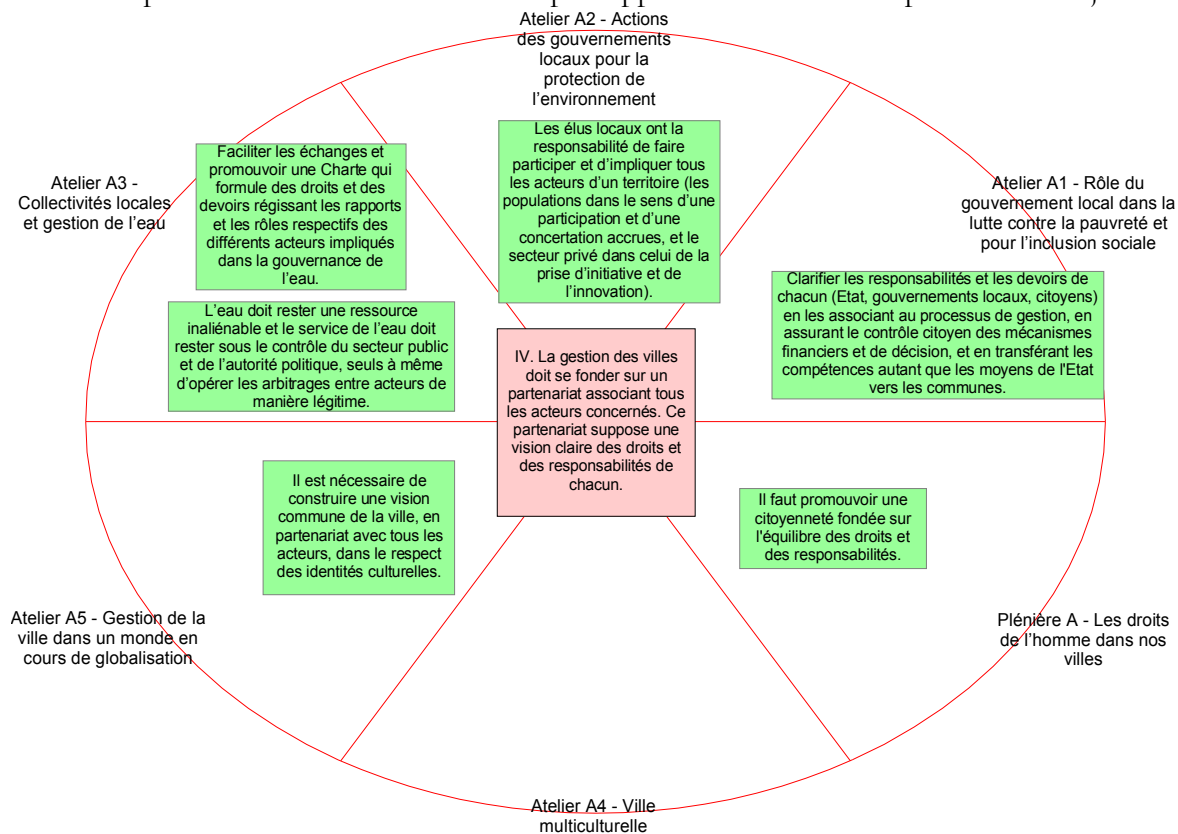 Atelier A2 - Actions
des gouvernements
locaux pour la
protection de
l'environnement
Les élus locaux ont la
responsabilité de faire
participer et d'impliquer tous
les acteurs d'un territoire (les
populations dans le sens d'une
participation et d'une
concertation accrues, et le
secteur privé dans celui de la
prise d'initiative et de
l'innovation).
Faciliter les échanges et
promouvoir une Charte qui
formule des droits et des
devoirs régissant les rapports
et les rôles respectifs des
différents acteurs impliqués
dans la gouvernance de
l'eau.
Atelier A3 -
Collectivités locales
et gestion de l'eau
Atelier A1 - Rôle du
gouvernement local dans la
lutte contre la pauvreté et
pour l'inclusion sociale
Clarifier les responsabilités et les devoirs de
chacun (Etat, gouvernements locaux, citoyens)
en les associant au processus de gestion, en
assurant le contrôle citoyen des mécanismes
financiers et de décision, et en transférant les
compétences autant que les moyens de l'Etat
vers les communes.
L'eau doit rester une ressource
inaliénable et le service de l'eau doit
rester sous le contrôle du secteur public
et de l'autorité politique, seuls à même
d'opérer les arbitrages entre acteurs de
manière légitime.
IV. La gestion des villes
doit se fonder sur un
partenariat associant tous
les acteurs concernés. Ce
partenariat suppose une
vision claire des droits et
des responsabilités de
chacun.
Il est nécessaire de
construire une vision
commune de la ville, en
partenariat avec tous les
acteurs, dans le respect
des identités culturelles.
Il faut promouvoir une
citoyenneté fondée sur
l'équilibre des droits et
des responsabilités.
Atelier A5 - Gestion de la
ville dans un monde en
cours de globalisation
Plénière A - Les droits
de l'homme dans nos
villes
Atelier A4 - Ville
multiculturelle